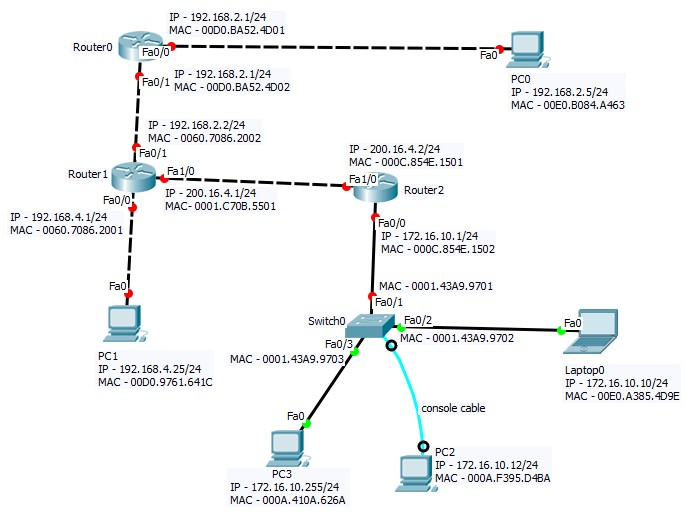 IP - 192.168.2.1/24
MAC - 00D0.BA52.4D01
Router0
Fa0/0
Fa0
PC0
IP - 192.168.2.5/24
MAC - 00E0.B084.A463
Fa0/1
IP - 192.168.2.1/24
MAC - 00D0.BA52.4D02
IP - 192.168.2.2/24
MAC - 0060.7086.2002
Fa0/1
Router1
Fa1/0
IP - 200.16.4.1/24
MAC- 0001.C70B.5501
IP - 200.16.4.2/24
MAC - 000C.854E.1501
Fa1/0
Router2
Fa0/0
IP - 192.168.4.1/24
MAC - 0060.7086.2001
Fa0/0
IP - 172.16.10.1/24
MAC - 000C.854E.1502
Fa0
PC1
IP - 192.168.4.25/24
MAC - 00D0.9761.641C
MAC - 0001.43A9.9701
Fa0/1
Switch0
Fa0/2
MAC - 0001.43A9.9702
Fa0
Laptop0
IP - 172.16.10.10/24
MAC - 00E0.A385.4D9E
Fa0/3
MAC - 0001.43A9.9703
console cable
Fa0
PC3
IP - 172.16.10.255/24
MAC - 000A.410A.626A
PC2
IP - 172.16.10.12/24
MAC - 000A.F395.D4BA